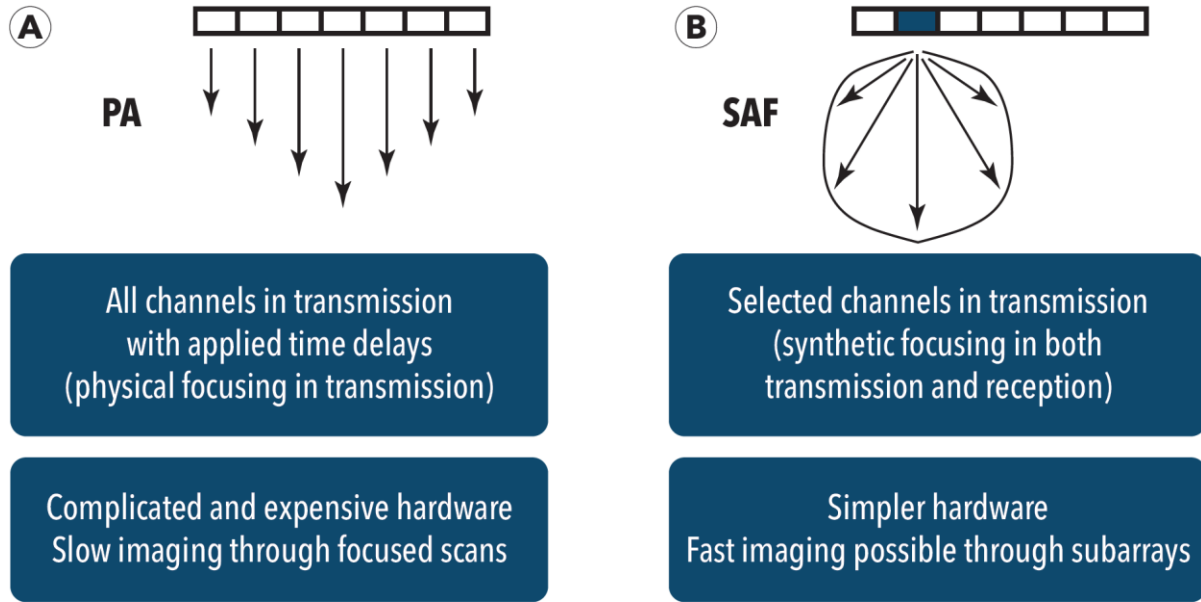 A
PA
All channels in transmission
with applied time delays
(physical focusing in transmission)
Complicated and expensive hardware
Slow imaging through focused scans
B
SAF
Selected channels in transmission
(synthetic focusing in both
transmission and reception)
Simpler hardware
Fast imaging possible through subarrays